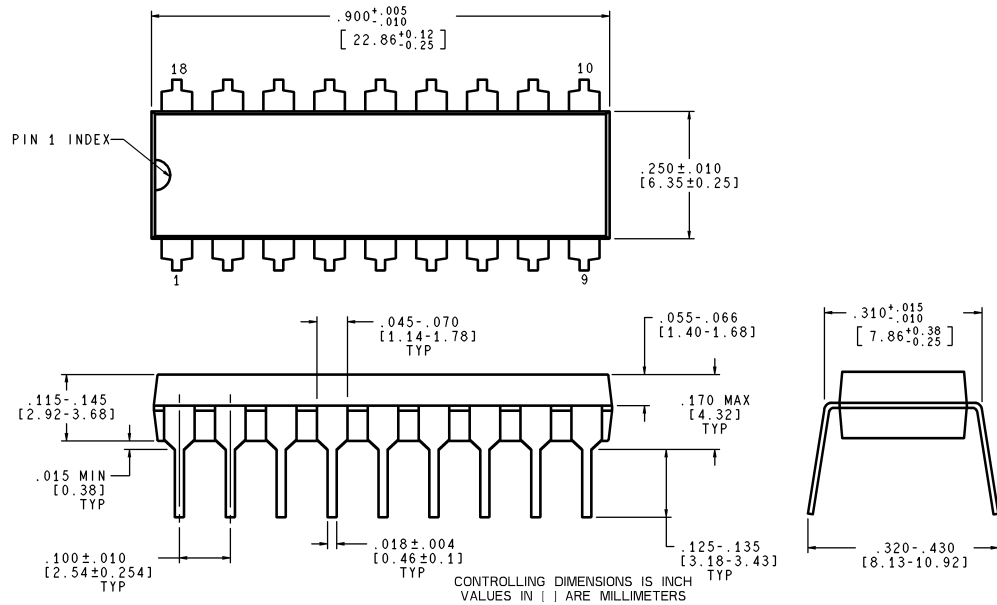 .900+.005
-.010
[ 22.86+0.12
-0.25 ]
18
10
PIN 1 INDEX
.250±.010
[6.35±0.25]
1
9
.045-.070
[1.14-1.78]
TYP
.055-.066
[1.40-1.68]
.310+.015
-.010
[ 7.86+0.38
-0.25 ]
.115-.145
[2.92-3.68]
.170 MAX
[4.32]
TYP
.015 MIN
[0.38]
TYP
.100±.010
[2.54±0.254]
TYP
.018±.004
[0.46±0.1]
TYP
.125-.135
[3.18-3.43]
TYP
.320-.430
[8.13-10.92]
CONTROLLING DIMENSIONS IS INCH
VALUES IN [ ] ARE MILLIMETERS